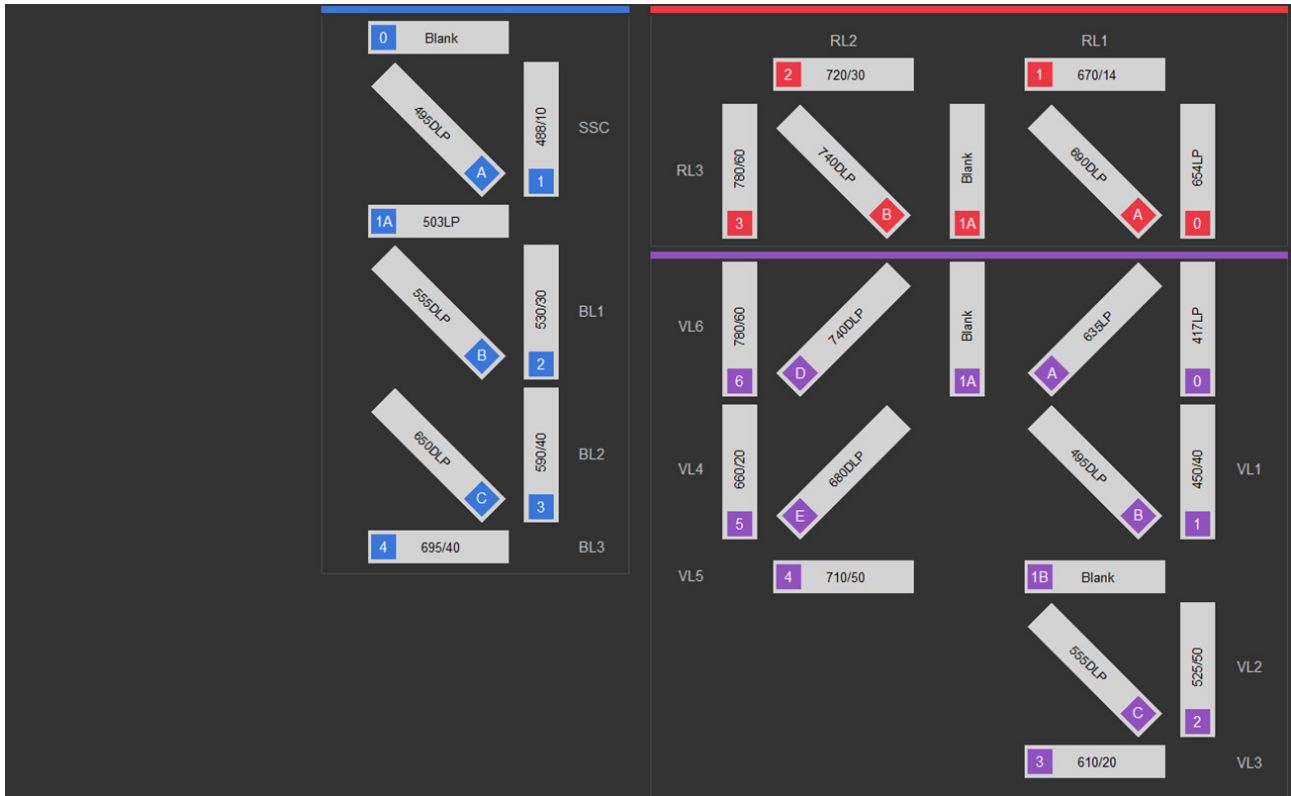 0 Blank
495DLP A
488/10 1
SSC
1A 503LP
555DLP B
530/30 2
BL1
650DLP C
590/40 3
BL2
4 695/40
BL3
RL2
RL1
2 720/30
1 670/14
RL3
780/60 3
740DLP B
Blank 1A
690DLP A
654LP 0
VL6
780/60 6
740DLP D
Blank 1A
635LP A
417LP 0
VL4
660/20 5
680DLP E
495DLP B
450/40 1
VL1
VL5
4 710/50
1B Blank
555DLP C
525/50 2
VL2
3 610/20
VL3